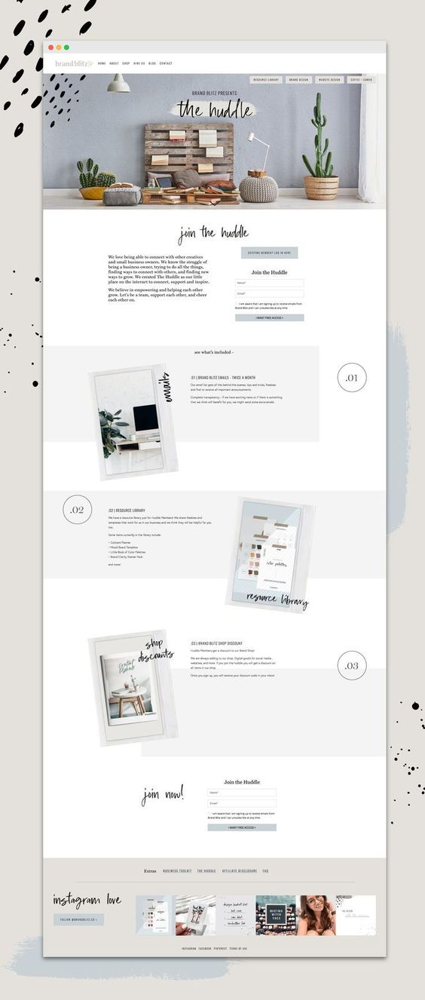 brand blitz
HOME ABOUT SHOP HIRE US BLOG CONTACT
RESOURCE LIBRARY BRAND DESIGN WEBSITE DESIGN COFFEE + CONVO
BRAND BLITZ PRESENTS
the huddle
join the huddle
We love being able to connect with other creatives
and small business owners. We know the struggle of
being a business owner, trying to do all the things,
finding ways to connect with others, and finding new
ways to grow. We created The Huddle as our little
place on the internet to connect, support and inspire.
We believe in empowering and helping each other
grow. Let's be a team, support each other, and cheer
each other on.
EXISTING MEMBER? LOG IN HERE
Join the Huddle
Name*
Email*
I am aware that I am signing up to receive emails from
Brand Blitz and I can unsubscribe at any time.
I WANT FREE ACCESS >
see what's included -
emails
.01 | BRAND BLITZ EMAILS - TWICE A MONTH
Our email list gets all the behind the scenes, tips and tricks, freebies
and first to receive all important announcements.
Complete transparency - if we have exciting news or if there is something
that we think will benefit for you, we might send some extra emails.
.01
.02
.02 | RESOURCE LIBRARY
We have a resource library just for Huddle Members! We share freebies and
templates that work for us in our business and we think they will be helpful for you
too.
Some items currently in the library include:
- Content Planner
- Mood Board Template
- Little Book of Color Palettes
- Brand Clarity Starter Pack
and more!
color palettes
resource library
shop
discounts
content
planner
.03 | BRAND BLITZ SHOP DISCOUNT
Huddle Members get a discount to our Brand Shop!
We are always adding to our shop. Digital goods for social media,
websites, and more. If you join the huddle you will get a discount on
all items in our shop.
Once you sign up, you will receive your discount code in your inbox!
.03
join now!
Join the Huddle
Name*
Email*
I am aware that I am signing up to receive emails from
Brand Blitz and I can unsubscribe at any time.
I WANT FREE ACCESS >
Extras BUSINESS TOOLKIT THE HUDDLE AFFILIATE DISCLOSURE FAQ
instagram love
FOLLOW @BRANDBLITZ.CO >
RESTING
WITCH
FACE
INSTAGRAM FACEBOOK PINTEREST TERMS OF USE